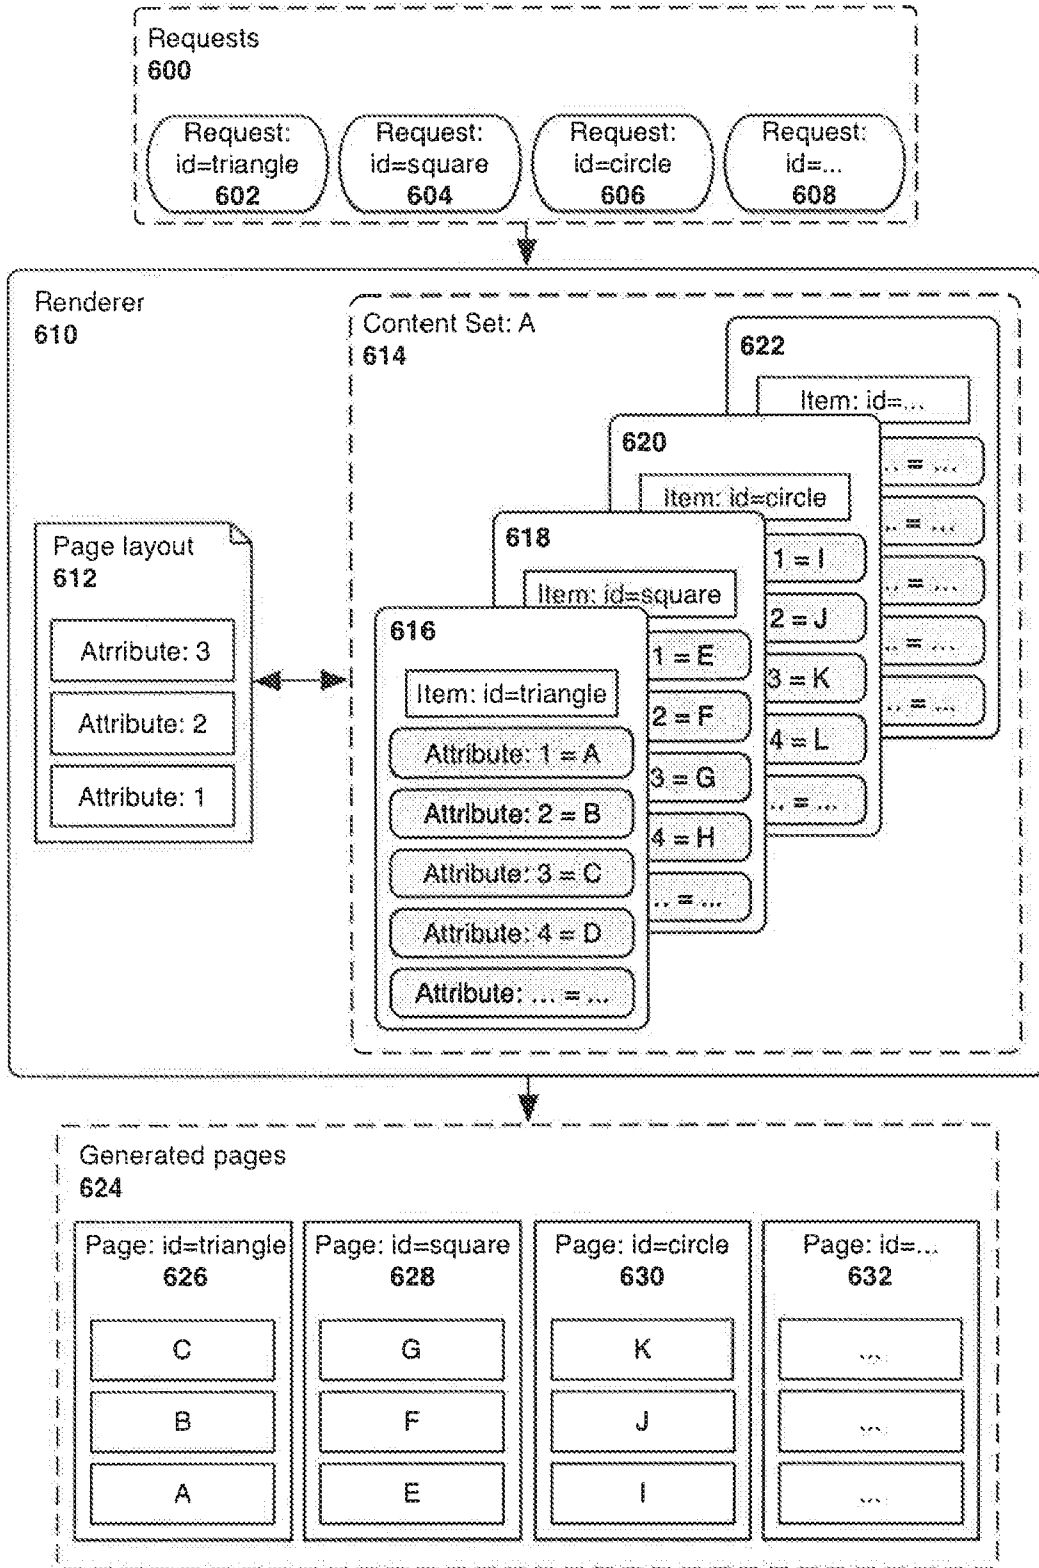 Requests
600
Request:
id=triangle
602
Request:
id=square
604
Request:
id=circle
606
Request:
id=...
608
Renderer
610
Content Set: A
614
622
Item: id=...
.. = ...
.. = ...
.. = ...
.. = ...
.. = ...
620
Item: id=circle
1 = I
2 = J
3 = K
4 = L
.. = ...
618
Item: id=square
1 = E
2 = F
3 = G
4 = H
.. = ...
616
Item: id=triangle
Attribute: 1 = A
Attribute: 2 = B
Attribute: 3 = C
Attribute: 4 = D
Attribute: ... = ...
Page layout
612
Atrribute: 3
Attribute: 2
Attribute: 1
Generated pages
624
Page: id=triangle
626
C
B
A
Page: id=square
628
G
F
E
Page: id=circle
630
K
J
I
Page: id=...
632
...
...
...